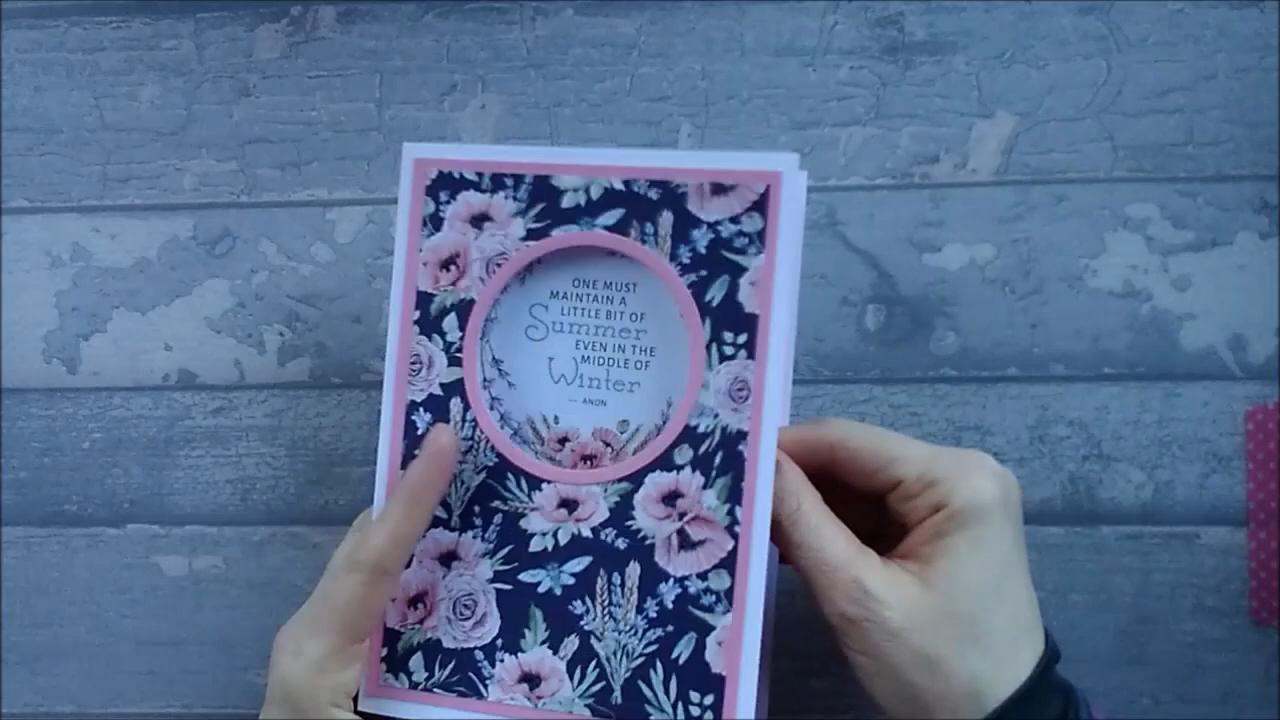 ONE MUST
MAINTAIN A
LITTLE BIT OF
Summer
EVEN IN THE
MIDDLE OF
Winter
— ANON